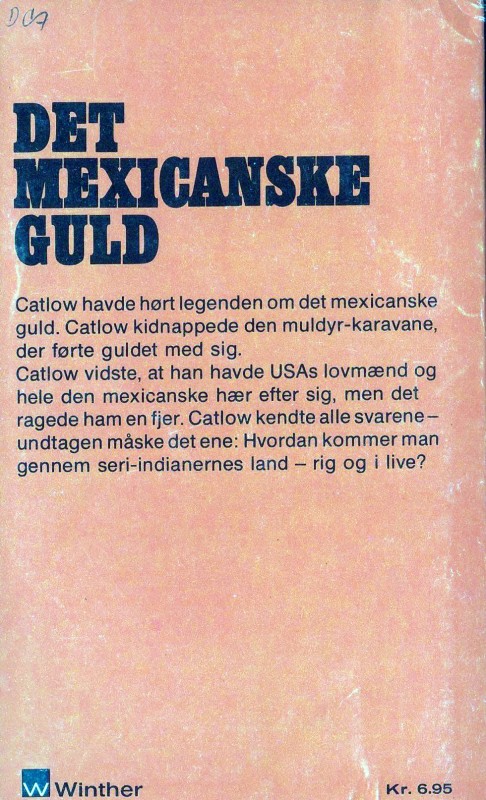 DET
MEXICANSKE
GULD
Catlow havde hørt legenden om det mexicanske
guld. Catlow kidnappede den muldyr-karavane,
der førte guldet med sig.
Catlow vidste, at han havde USAs lovmænd og
hele den mexicanske hær efter sig, men det
ragede ham en fjer. Catlow kendte alle svarene –
undtagen måske det ene: Hvordan kommer man
gennem seri-indianernes land – rig og i live?
W Winther
Kr. 6.95